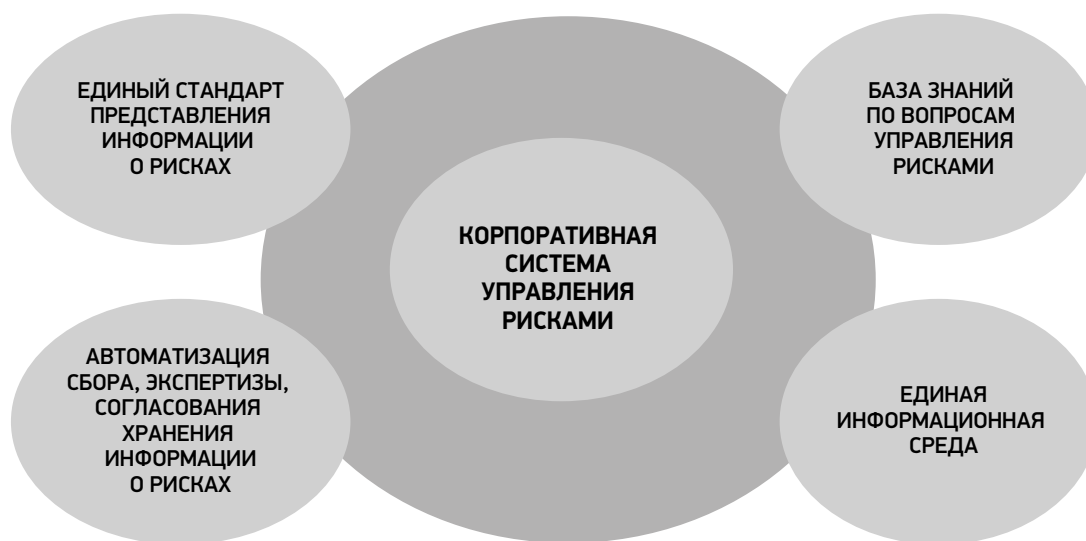 ЕДИНЫЙ СТАНДАРТ
ПРЕДСТАВЛЕНИЯ
ИНФОРМАЦИИ
О РИСКАХ
БАЗА ЗНАНИЙ
ПО ВОПРОСАМ
УПРАВЛЕНИЯ
РИСКАМИ
КОРПОРАТИВНАЯ
СИСТЕМА
УПРАВЛЕНИЯ
РИСКАМИ
АВТОМАТИЗАЦИЯ
СБОРА, ЭКСПЕРТИЗЫ,
СОГЛАСОВАНИЯ
ХРАНЕНИЯ
ИНФОРМАЦИИ
О РИСКАХ
ЕДИНАЯ
ИНФОРМАЦИОННАЯ
СРЕДА